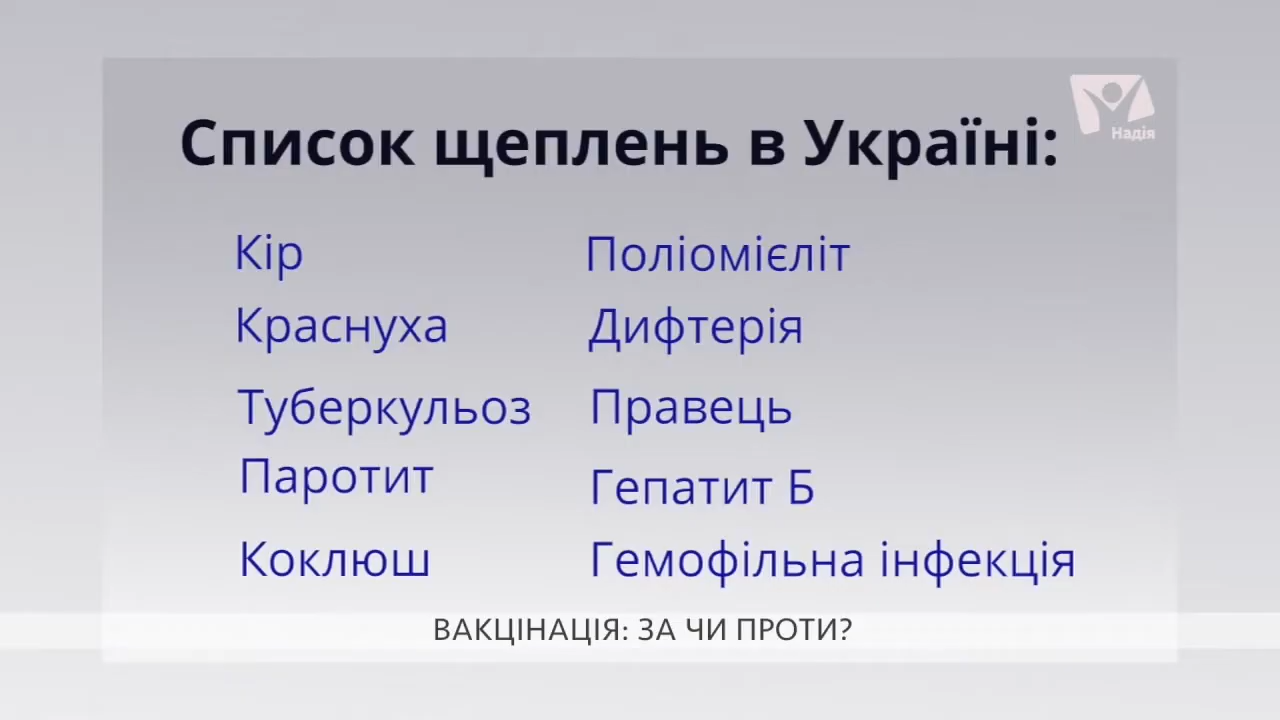 Список щеплень в Україні:
Надія
Кір
Краснуха
Туберкульоз
Паротит
Коклюш
Поліомієліт
Дифтерія
Правець
Гепатит Б
Гемофільна інфекція
ВАКЦІНАЦІЯ: ЗА ЧИ ПРОТИ?